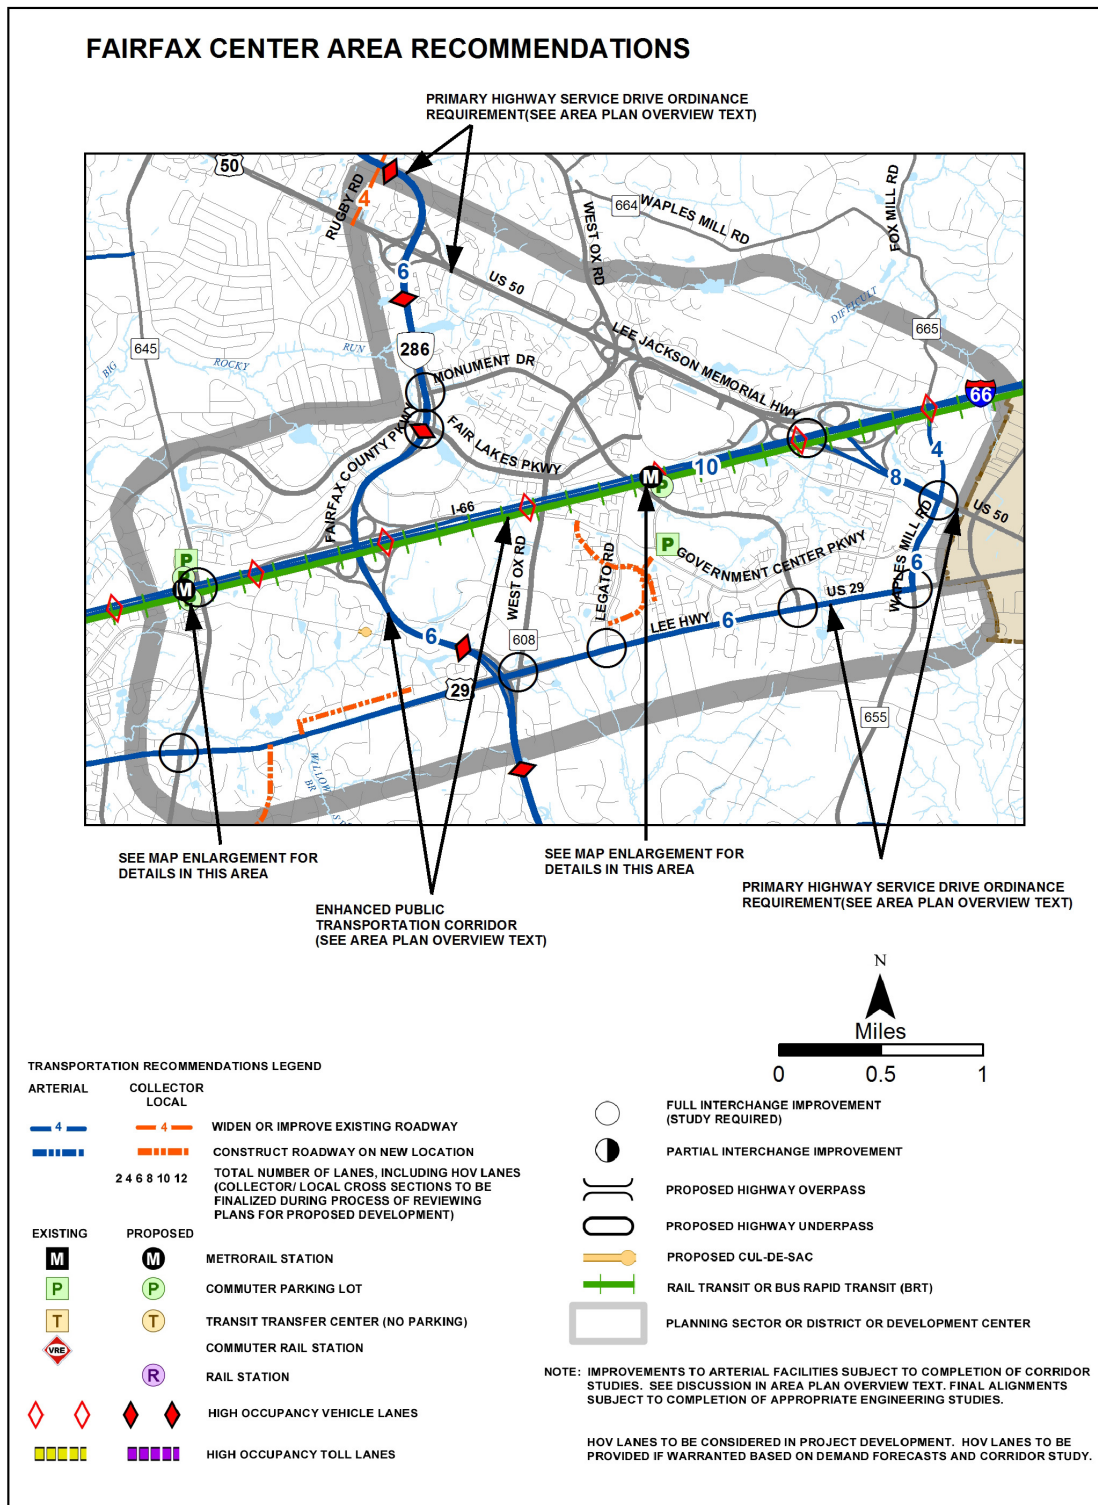 FAIRFAX CENTER AREA RECOMMENDATIONS
PRIMARY HIGHWAY SERVICE DRIVE ORDINANCE
REQUIREMENT(SEE AREA PLAN OVERVIEW TEXT)
50
RUGBY RD
4
6
US 50
WEST OX RD
664
WAPLES MILL RD
FOX MILL RD
DIFFICULT
665
645
BIG
ROCKY
RUN
286
MONUMENT DR
LEE JACKSON MEMORIAL HWY
66
FAIRFAX COUNTY PKWY
FAIR LAKES PKWY
4
10
8
M
P
I-66
US 50
P
WAPLES MILL RD
GOVERNMENT CENTER PKWY
P
M
WEST OX RD
LEGATO RD
6
US 29
LEE HWY
6
6
608
29
655
WILLOW
BR
SEE MAP ENLARGEMENT FOR
DETAILS IN THIS AREA
SEE MAP ENLARGEMENT FOR
DETAILS IN THIS AREA
PRIMARY HIGHWAY SERVICE DRIVE ORDINANCE
REQUIREMENT(SEE AREA PLAN OVERVIEW TEXT)
ENHANCED PUBLIC
TRANSPORTATION CORRIDOR
(SEE AREA PLAN OVERVIEW TEXT)
N
Miles
0 0.5 1
TRANSPORTATION RECOMMENDATIONS LEGEND
ARTERIAL COLLECTOR
LOCAL
4 4 WIDEN OR IMPROVE EXISTING ROADWAY
CONSTRUCT ROADWAY ON NEW LOCATION
2 4 6 8 10 12 TOTAL NUMBER OF LANES, INCLUDING HOV LANES
(COLLECTOR/ LOCAL CROSS SECTIONS TO BE
FINALIZED DURING PROCESS OF REVIEWING
PLANS FOR PROPOSED DEVELOPMENT)
EXISTING PROPOSED
M M METRORAIL STATION
P P COMMUTER PARKING LOT
T T TRANSIT TRANSFER CENTER (NO PARKING)
VRE COMMUTER RAIL STATION
R RAIL STATION
HIGH OCCUPANCY VEHICLE LANES
HIGH OCCUPANCY TOLL LANES
FULL INTERCHANGE IMPROVEMENT
(STUDY REQUIRED)
PARTIAL INTERCHANGE IMPROVEMENT
PROPOSED HIGHWAY OVERPASS
PROPOSED HIGHWAY UNDERPASS
PROPOSED CUL-DE-SAC
RAIL TRANSIT OR BUS RAPID TRANSIT (BRT)
PLANNING SECTOR OR DISTRICT OR DEVELOPMENT CENTER
NOTE: IMPROVEMENTS TO ARTERIAL FACILITIES SUBJECT TO COMPLETION OF CORRIDOR
STUDIES. SEE DISCUSSION IN AREA PLAN OVERVIEW TEXT. FINAL ALIGNMENTS
SUBJECT TO COMPLETION OF APPROPRIATE ENGINEERING STUDIES.
HOV LANES TO BE CONSIDERED IN PROJECT DEVELOPMENT. HOV LANES TO BE
PROVIDED IF WARRANTED BASED ON DEMAND FORECASTS AND CORRIDOR STUDY.